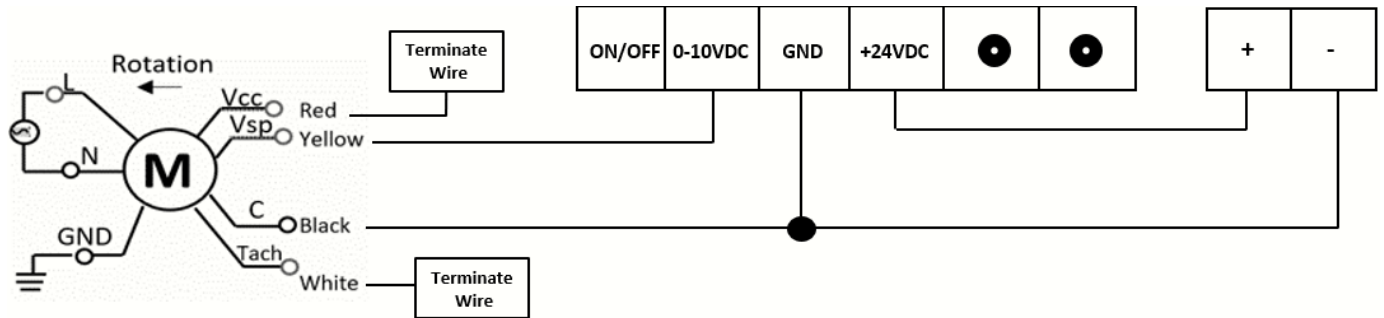 Terminate
Wire
ON/OFF 0-10VDC GND +24VDC + -
Rotation
L
Vcc
Red
Vsp
Yellow
N
M
C
Black
GND
Tach
White
Terminate
Wire